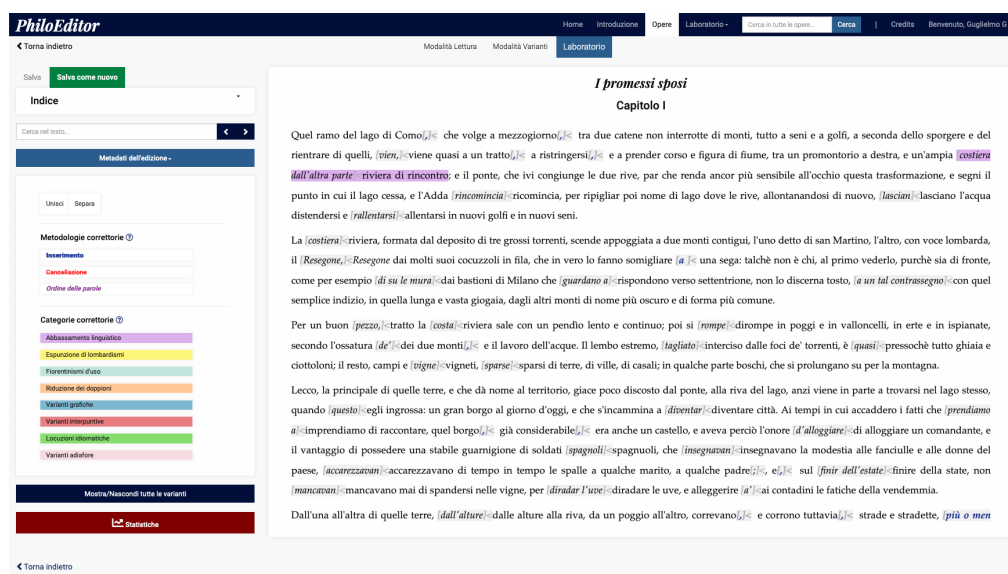 PhiloEditor
Home Introduzione Opere Laboratorio Cerca in tutte le opere... Cerca | Credits Benvenuto, Guglielmo G
Torna indietro
Modalità Lettura Modalità Varianti Laboratorio
Salva Salva come nuovo
Indice
Cerca nel testo...
Metadati dell'edizione
Unisci Separa
Metodologie correttorie
Inserimento
Cancellazione
Ordine delle parole
Categorie correttorie
Abbassamento linguistico
Espunzione di lombardismi
Fiorentinismi d'uso
Riduzione dei doppioni
Varianti grafiche
Varianti interpuntive
Locuzioni idiomatiche
Varianti adiafore
Mostra/Nascondi tutte le varianti
Statistiche
Torna indietro
I promessi sposi
Capitolo I
Quel ramo del lago di Como[,]< che volge a mezzogiorno[,]< tra due catene non interrotte di monti, tutto a seni e a golfi, a seconda dello sporgere e del
rientrare di quelli, [vien,]<viene quasi a un tratto[,]< a ristringersi[,]< e a prender corso e figura di fiume, tra un promontorio a destra, e un'ampia [costiera
dall'altra parte]<riviera di rincontro; e il ponte, che ivi congiunge le due rive, par che renda ancor più sensibile all'occhio questa trasformazione, e segni il
punto in cui il lago cessa, e l'Adda [rincomincia]<ricomincia, per ripigliar poi nome di lago dove le rive, allontanandosi di nuovo, [lascian]<lasciano l'acqua
distendersi e [rallentarsi]<allentarsi in nuovi golfi e in nuovi seni.
La [costiera]<riviera, formata dal deposito di tre grossi torrenti, scende appoggiata a due monti contigui, l'uno detto di san Martino, l'altro, con voce lombarda,
il [Resegone,]<Resegone dai molti suoi cocuzzoli in fila, che in vero lo fanno somigliare [a ]< una sega: talchè non è chi, al primo vederlo, purchè sia di fronte,
come per esempio [di su le mura]<dai bastioni di Milano che [guardano a]<rispondono verso settentrione, non lo discerna tosto, [a un tal contrassegno]<con quel
semplice indizio, in quella lunga e vasta giogaia, dagli altri monti di nome più oscuro e di forma più comune.
Per un buon [pezzo,]<tratto la [costa]<riviera sale con un pendìo lento e continuo; poi si [rompe]<dirompe in poggi e in valloncelli, in erte e in ispianate,
secondo l'ossatura [de']<dei due monti[,]< e il lavoro dell'acque. Il lembo estremo, [tagliato]<interciso dalle foci de' torrenti, è [quasi]<pressochè tutto ghiaia e
ciottoloni; il resto, campi e [vigne]<vigneti, [sparse]<sparsi di terre, di ville, di casali; in qualche parte boschi, che si prolungano su per la montagna.
Lecco, la principale di quelle terre, e che dà nome al territorio, giace poco discosto dal ponte, alla riva del lago, anzi viene in parte a trovarsi nel lago stesso,
quando [questo]<egli ingrossa: un gran borgo al giorno d'oggi, e che s'incammina a [diventar]<diventare città. Ai tempi in cui accaddero i fatti che [prendiamo
a]<imprendiamo di raccontare, quel borgo[,]< già considerabile[,]< era anche un castello, e aveva perciò l'onore [d'alloggiare]<di alloggiare un comandante, e
il vantaggio di possedere una stabile guarnigione di soldati [spagnoli]<spagnuoli, che [insegnavan]<insegnavano la modestia alle fanciulle e alle donne del
paese, [accarezzavan]<accarezzavano di tempo in tempo le spalle a qualche marito, a qualche padre[;]<, e[,]< sul [finir dell'estate]<finire della state, non
[mancavan]<mancavano mai di spandersi nelle vigne, per [diradar l'uve]<diradare le uve, e alleggerire [a']<ai contadini le fatiche della vendemmia.
Dall'una all'altra di quelle terre, [dall'alture]<dalle alture alla riva, da un poggio all'altro, correvano[,]< e corrono tuttavia[,]< strade e stradette, [più o men